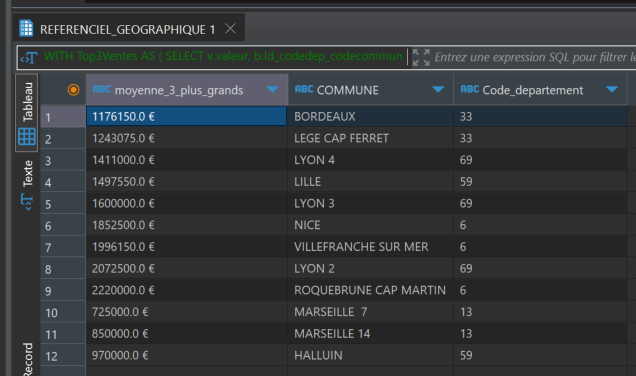 REFERENCIEL_GEOGRAPHIQUE 1
WITH Top3Ventes AS ( SELECT v.valeur, b.Id_codedep_codecommun Entrez une expression SQL pour filtrer
Tableau
Texte
Record
ABC moyenne_3_plus_grands ABC COMMUNE ABC Code_departement
1 1176150.0 € BORDEAUX 33
2 1243075.0 € LEGE CAP FERRET 33
3 1411000.0 € LYON 4 69
4 1497550.0 € LILLE 59
5 1600000.0 € LYON 3 69
6 1852500.0 € NICE 6
7 1996150.0 € VILLEFRANCHE SUR MER 6
8 2072500.0 € LYON 2 69
9 2220000.0 € ROQUEBRUNE CAP MARTIN 6
10 725000.0 € MARSEILLE  7 13
11 850000.0 € MARSEILLE 14 13
12 970000.0 € HALLUIN 59